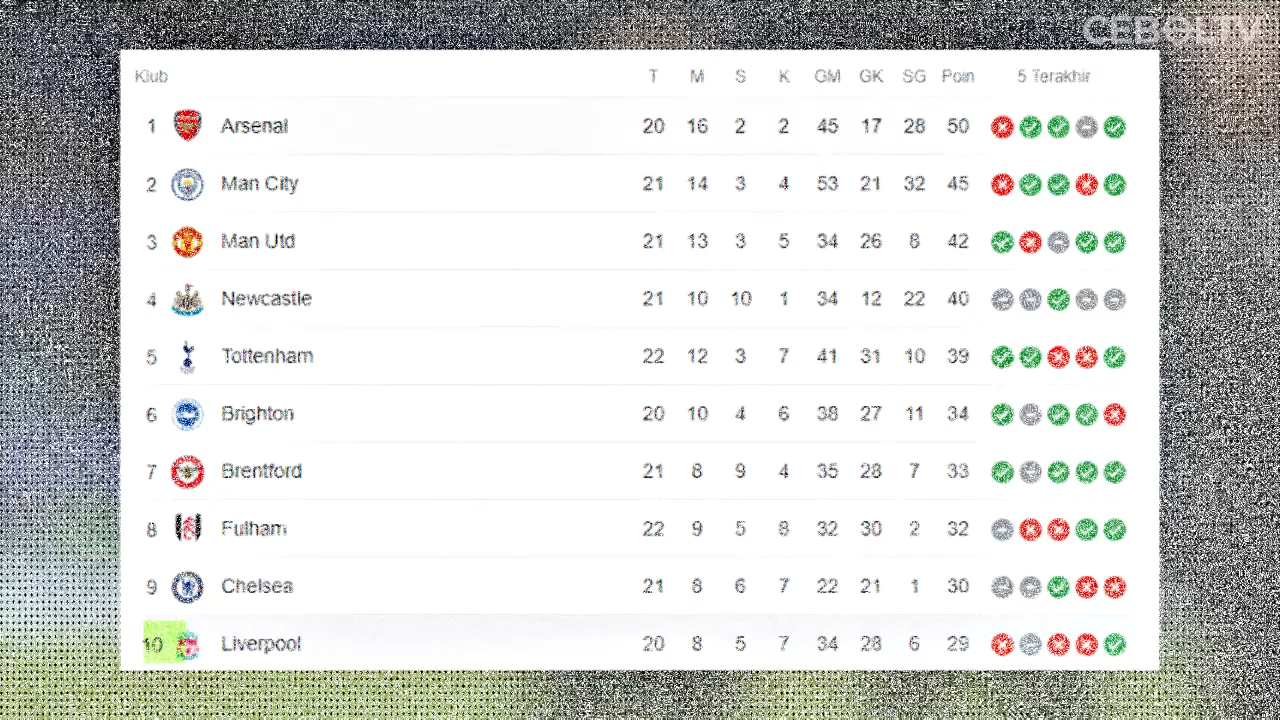 CEBOLTV
Klub T M S K GM GK SG Poin 5 Terakhir
1 Arsenal 20 16 2 2 45 17 28 50
2 Man City 21 14 3 4 53 21 32 45
3 Man Utd 21 13 3 5 34 26 8 42
4 Newcastle 21 10 10 1 34 12 22 40
5 Tottenham 22 12 3 7 41 31 10 39
6 Brighton 20 10 4 6 38 27 11 34
7 Brentford 21 8 9 4 35 28 7 33
8 Fulham 22 9 5 8 32 30 2 32
9 Chelsea 21 8 6 7 22 21 1 30
10 Liverpool 20 8 5 7 34 28 6 29